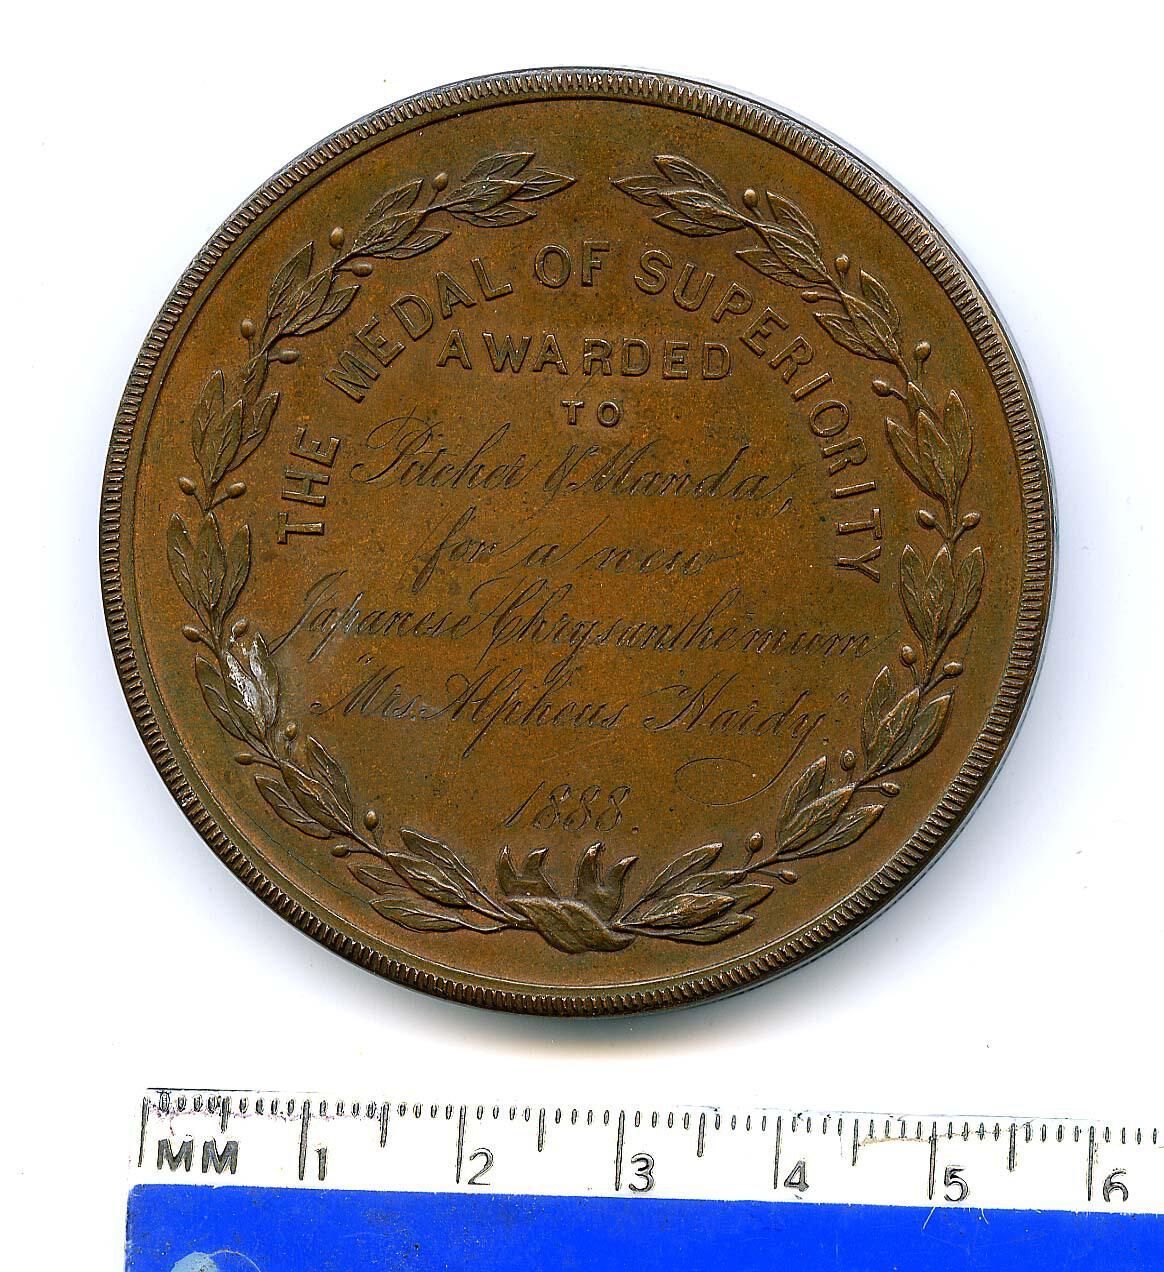 THE MEDAL OF SUPERIORITY
AWARDED
TO
Pitcher & Manda,
for a new
Japanese Chrysanthemum
"Mrs. Alpheus Hardy."
1888.
MM 1 2 3 4 5 6